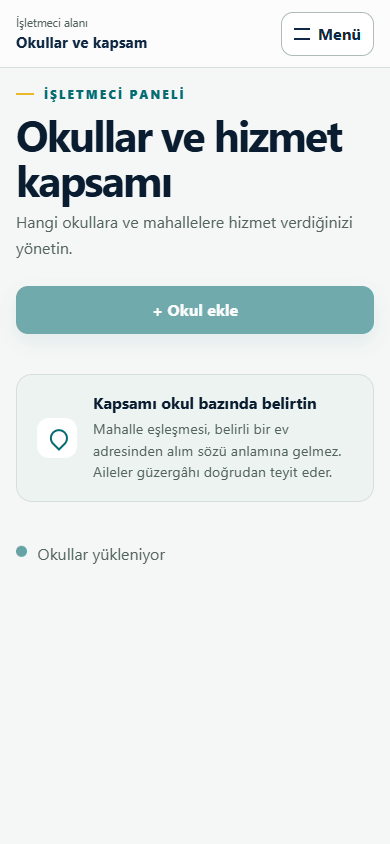 İşletmeci alanı
Okullar ve kapsam
Menü
İŞLETMECİ PANELİ
Okullar ve hizmet
kapsamı
Hangi okullara ve mahallelere hizmet verdiğinizi
yönetin.
+ Okul ekle
Kapsamı okul bazında belirtin
Mahalle eşleşmesi, belirli bir ev
adresinden alım sözü anlamına gelmez.
Aileler güzergâhı doğrudan teyit eder.
Okullar yükleniyor